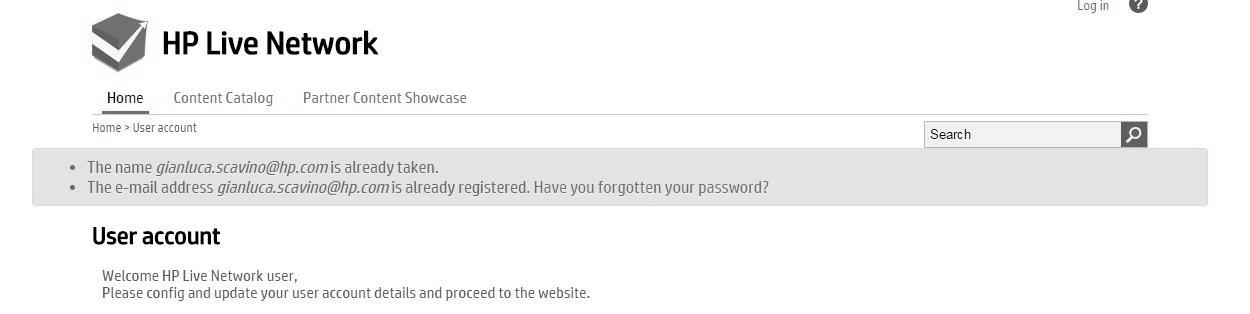 Log in ?
HP Live Network
Home Content Catalog Partner Content Showcase
Home > User account
Search
The name gianluca.scavino@hp.com is already taken.
The e-mail address gianluca.scavino@hp.com is already registered. Have you forgotten your password?
User account
Welcome HP Live Network user,
Please config and update your user account details and proceed to the website.